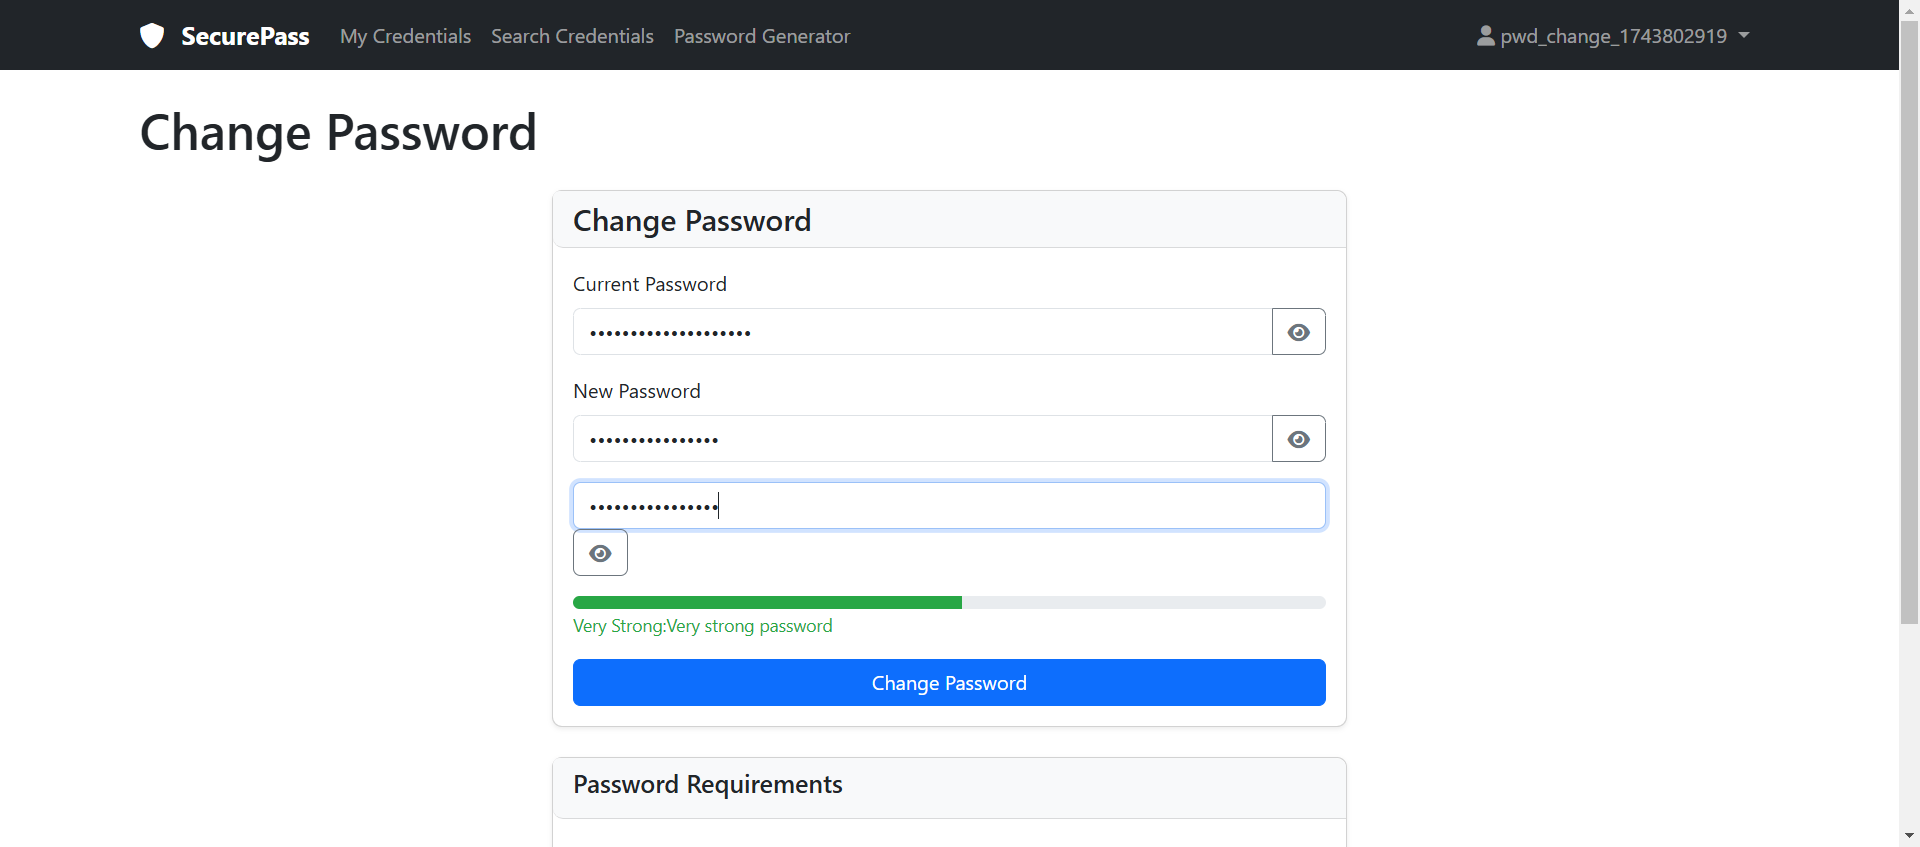 SecurePass My Credentials Search Credentials Password Generator pwd_change_1743802919
Change Password
Change Password
Current Password
••••••••••••••••••••
New Password
••••••••••••••••
••••••••••••••••
Very Strong:Very strong password
Change Password
Password Requirements